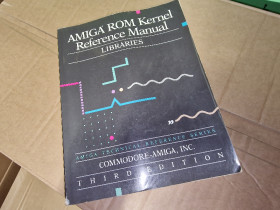 AMIGA ROM Kernel
Reference Manual
LIBRARIES
AMIGA TECHNICAL REFERENCE SERIES
COMMODORE-AMIGA, INC.
THIRD EDITION